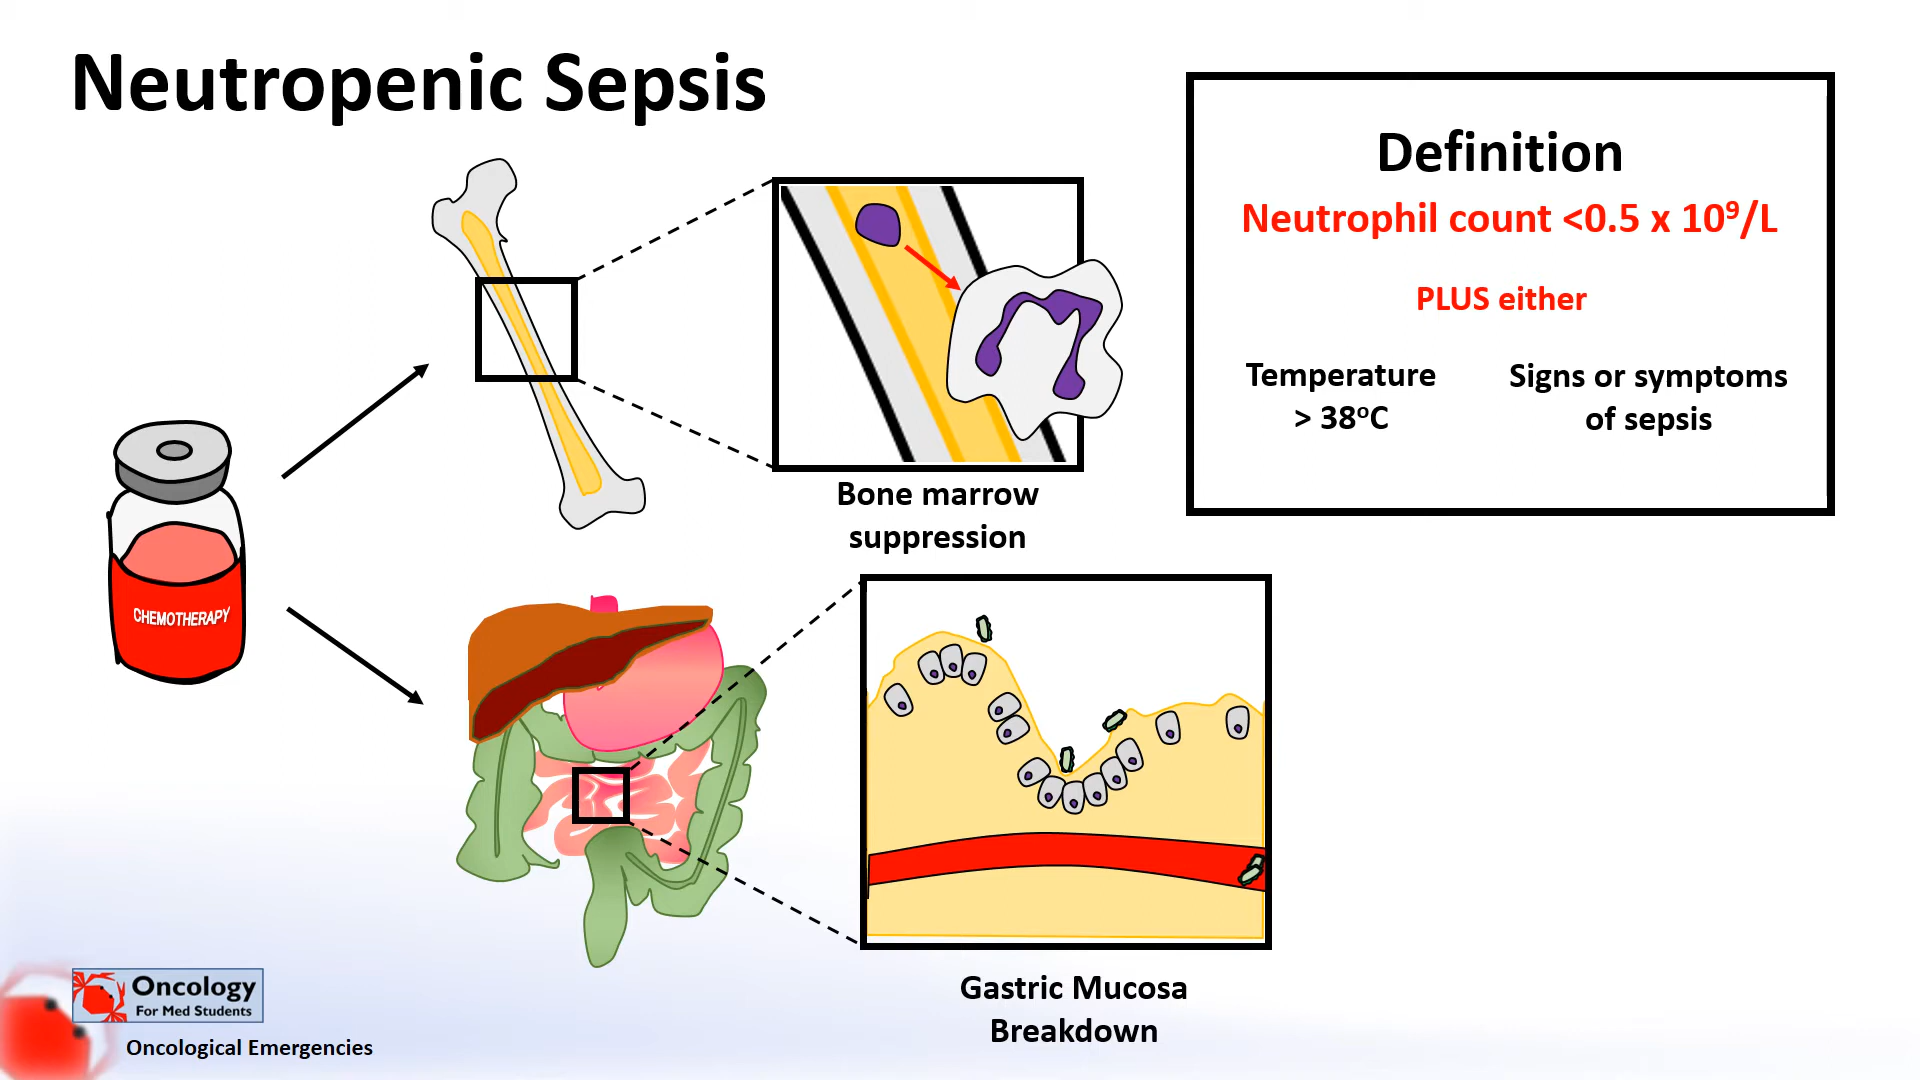 Neutropenic Sepsis
Definition
Neutrophil count <0.5 x 10⁹/L
PLUS either
Temperature
> 38ºC
Signs or symptoms
of sepsis
Bone marrow
suppression
CHEMOTHERAPY
Gastric Mucosa
Breakdown
Oncology
For Med Students
Oncological Emergencies